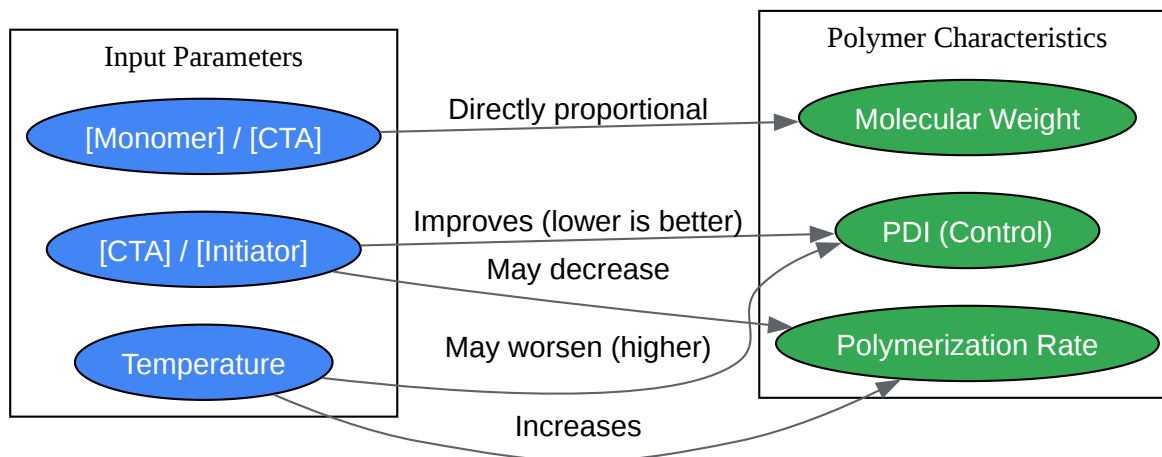 Input Parameters
[Monomer] / [CTA]
[CTA] / [Initiator]
Temperature
Directly proportional
Improves (lower is better)
May decrease
May worsen (higher)
Increases
Polymer Characteristics
Molecular Weight
PDI (Control)
Polymerization Rate